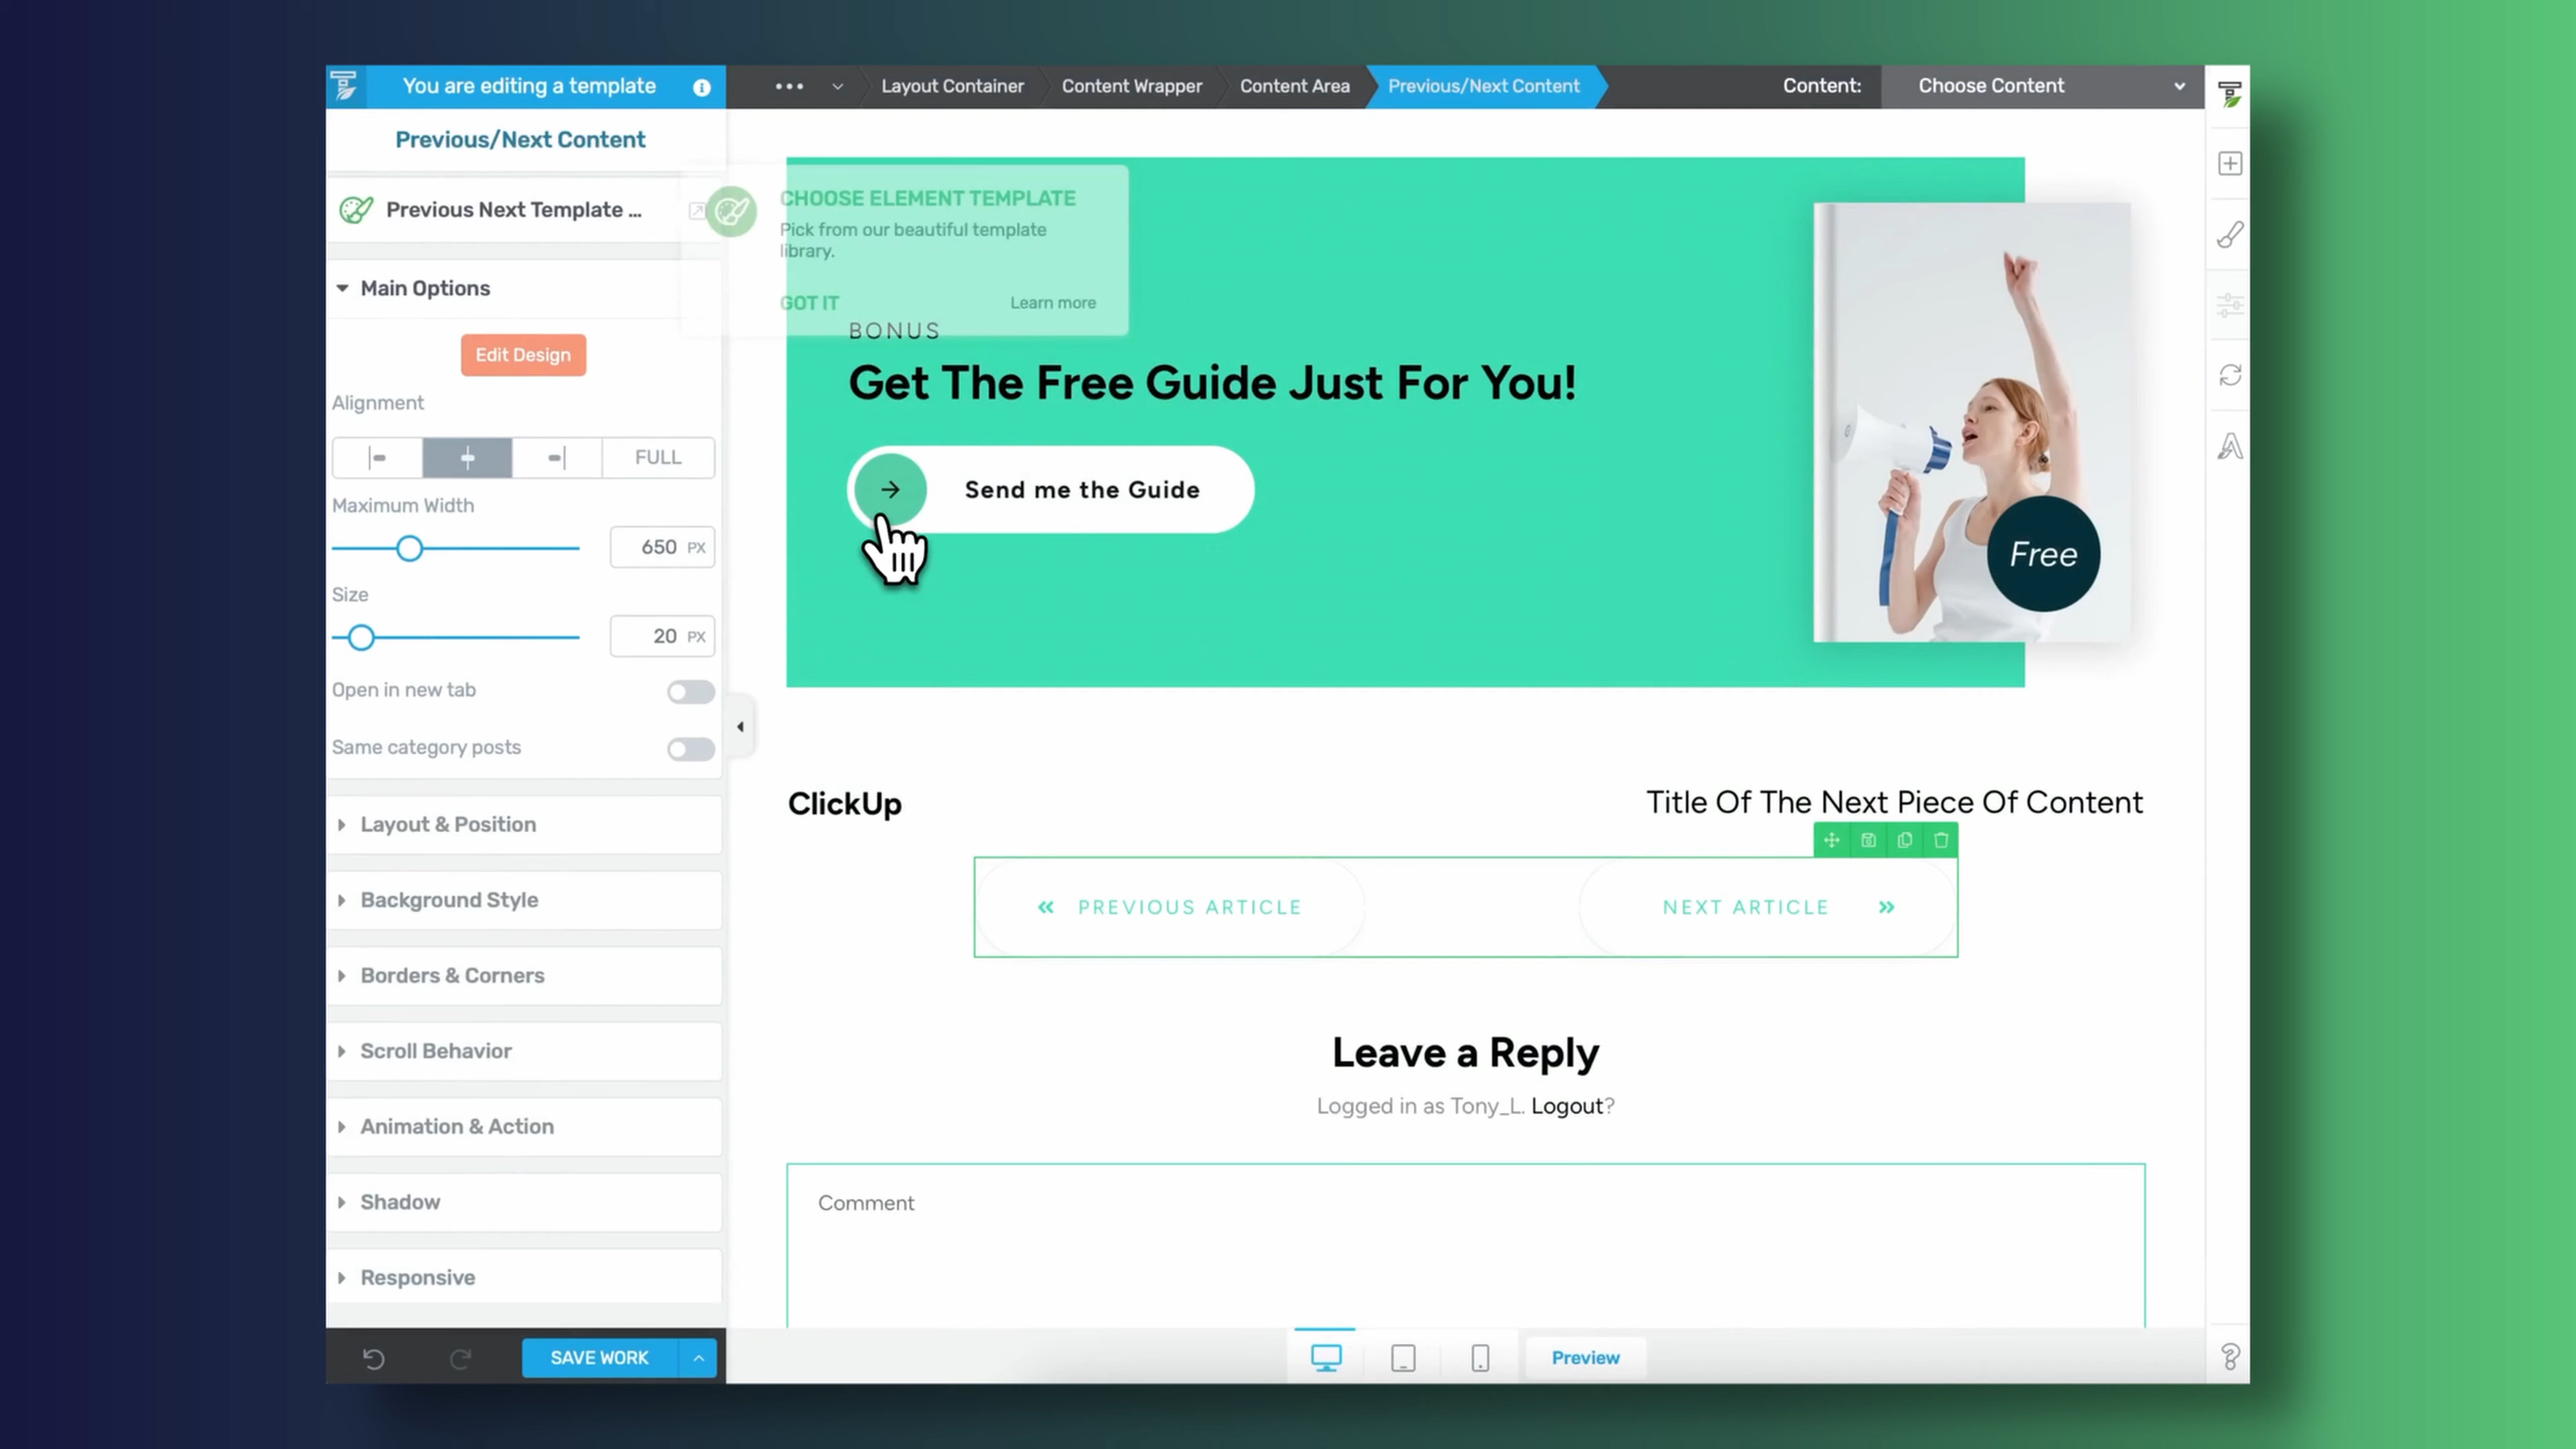 You are editing a template
Layout Container
Content Wrapper
Content Area
Previous/Next Content
Content:
Choose Content
Previous/Next Content
Previous Next Template ...
Main Options
Edit Design
Alignment
FULL
Maximum Width
650 PX
Size
20 PX
Open in new tab
Same category posts
Layout & Position
Background Style
Borders & Corners
Scroll Behavior
Animation & Action
Shadow
Responsive
SAVE WORK
CHOOSE ELEMENT TEMPLATE
Pick from our beautiful template
library.
GOT IT
Learn more
BONUS
Get The Free Guide Just For You!
Send me the Guide
Free
ClickUp
Title Of The Next Piece Of Content
PREVIOUS ARTICLE
NEXT ARTICLE
Leave a Reply
Logged in as Tony_L. Logout?
Comment
Preview